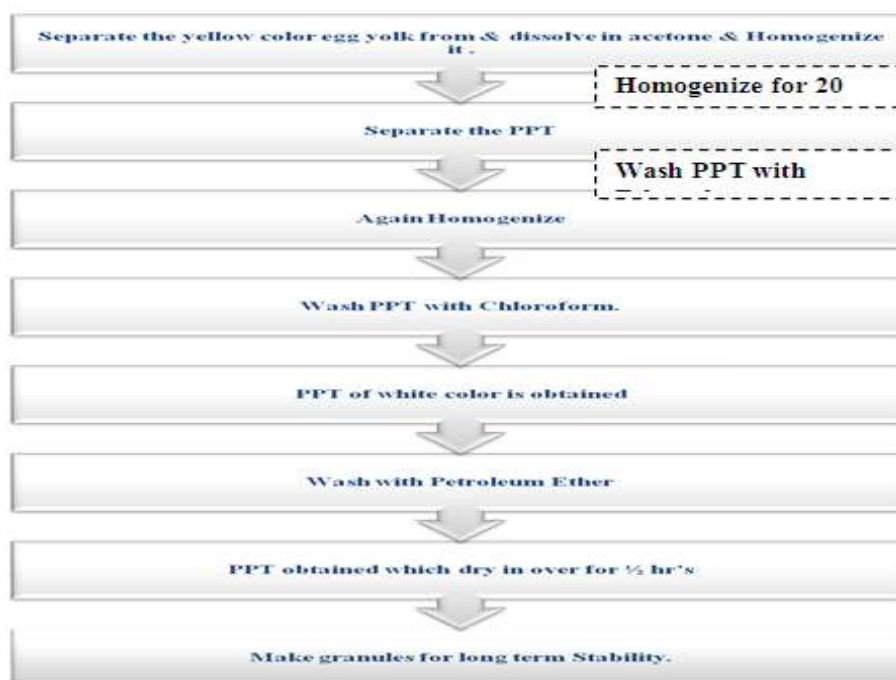 Separate the yellow color egg yolk from & dissolve in acetone & Homogenize
it .
Homogenize for 20
Separate the PPT
Wash PPT with
Again Homogenize
Wash PPT with Chloroform.
PPT of white color is obtained
Wash with Petroleum Ether
PPT obtained which dry in over for ½ hr's
Make granules for long term Stability.